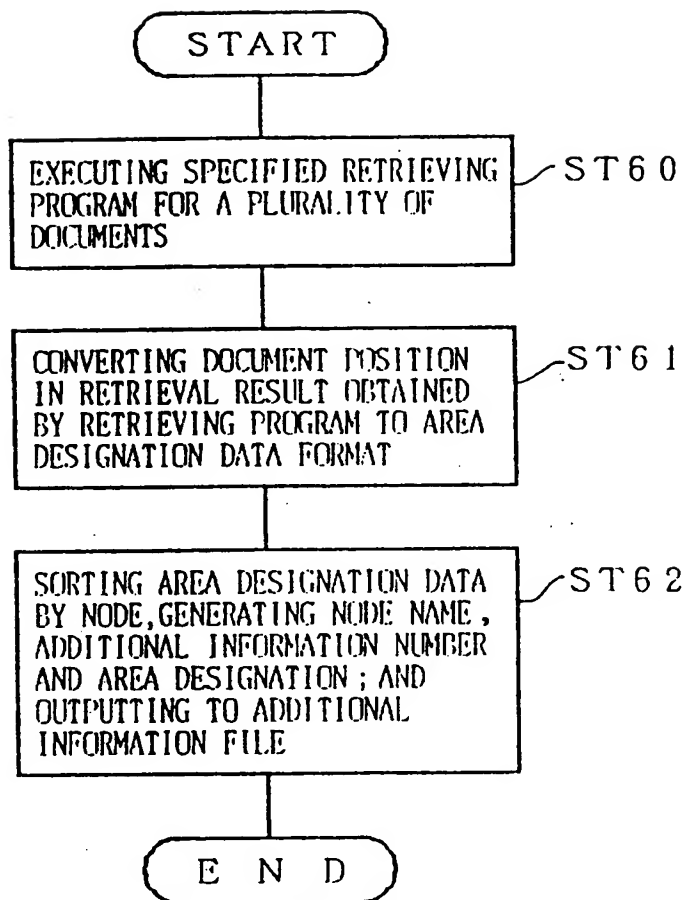 START
EXECUTING SPECIFIED RETRIEVING
PROGRAM FOR A PLURALITY OF
DOCUMENTS
ST60
CONVERTING DOCUMENT POSITION
IN RETRIEVAL RESULT OBTAINED
BY RETRIEVING PROGRAM TO AREA
DESIGNATION DATA FORMAT
ST61
SORTING AREA DESIGNATION DATA
BY NODE, GENERATING NODE NAME,
ADDITIONAL INFORMATION NUMBER
AND AREA DESIGNATION ; AND
OUTPUTTING TO ADDITIONAL
INFORMATION FILE
ST62
END